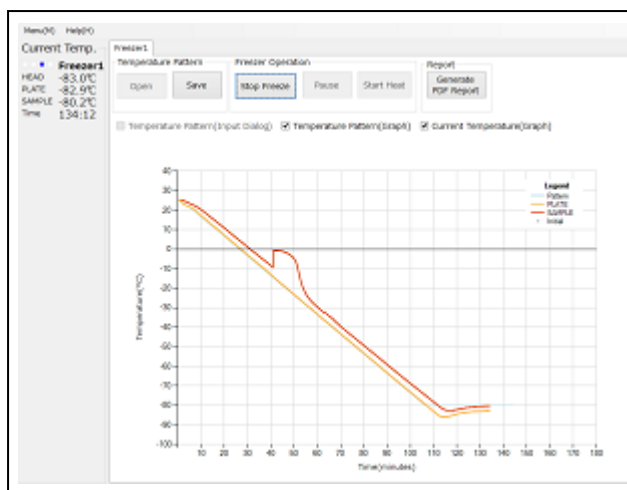 Menu(M) Help(H)
Current Temp.
Freezer1
HEAD -83.0℃
PLATE -82.9℃
SAMPLE -80.2℃
Time 134:12
Freezer1
Temperature Pattern
Open Save
Freezer Operation
Stop Freeze Pause Start Heat
Report
Generate
PDF Report
Temperature Pattern(Input Dialog) Temperature Pattern(Graph) Current Temperature(Graph)
Legend
Pattern
PLATE
SAMPLE
Initial
Temperature(℃)
40
30
20
10
0
-10
-20
-30
-40
-50
-60
-70
-80
-90
-100
10 20 30 40 50 60 70 80 90 100 110 120 130 140 150 160 170 180
Time(minutes)